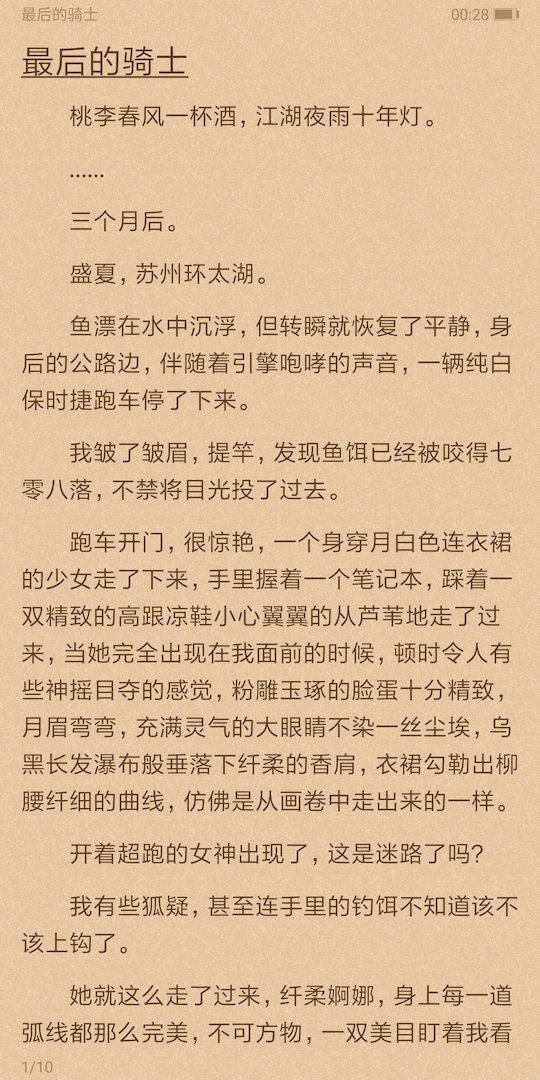 最后的骑士
00:28
最后的骑士
桃李春风一杯酒，江湖夜雨十年灯。
……
三个月后。
盛夏，苏州环太湖。
鱼漂在水中沉浮，但转瞬就恢复了平静，身
后的公路边，伴随着引擎咆哮的声音，一辆纯白
保时捷跑车停了下来。
我皱了皱眉，提竿，发现鱼饵已经被咬得七
零八落，不禁将目光投了过去。
跑车开门，很惊艳，一个身穿月白色连衣裙
的少女走了下来，手里握着一个笔记本，踩着一
双精致的高跟凉鞋小心翼翼的从芦苇地走了过
来，当她完全出现在我面前的时候，顿时令人有
些神摇目夺的感觉，粉雕玉琢的脸蛋十分精致，
月眉弯弯，充满灵气的大眼睛不染一丝尘埃，乌
黑长发瀑布般垂落下纤柔的香肩，衣裙勾勒出柳
腰纤细的曲线，仿佛是从画卷中走出来的一样。
开着超跑的女神出现了，这是迷路了吗？
我有些狐疑，甚至连手里的钓饵不知道该不
该上钩了。
她就这么走了过来，纤柔婀娜，身上每一道
弧线都那么完美，不可方物，一双美目盯着我看
1/10